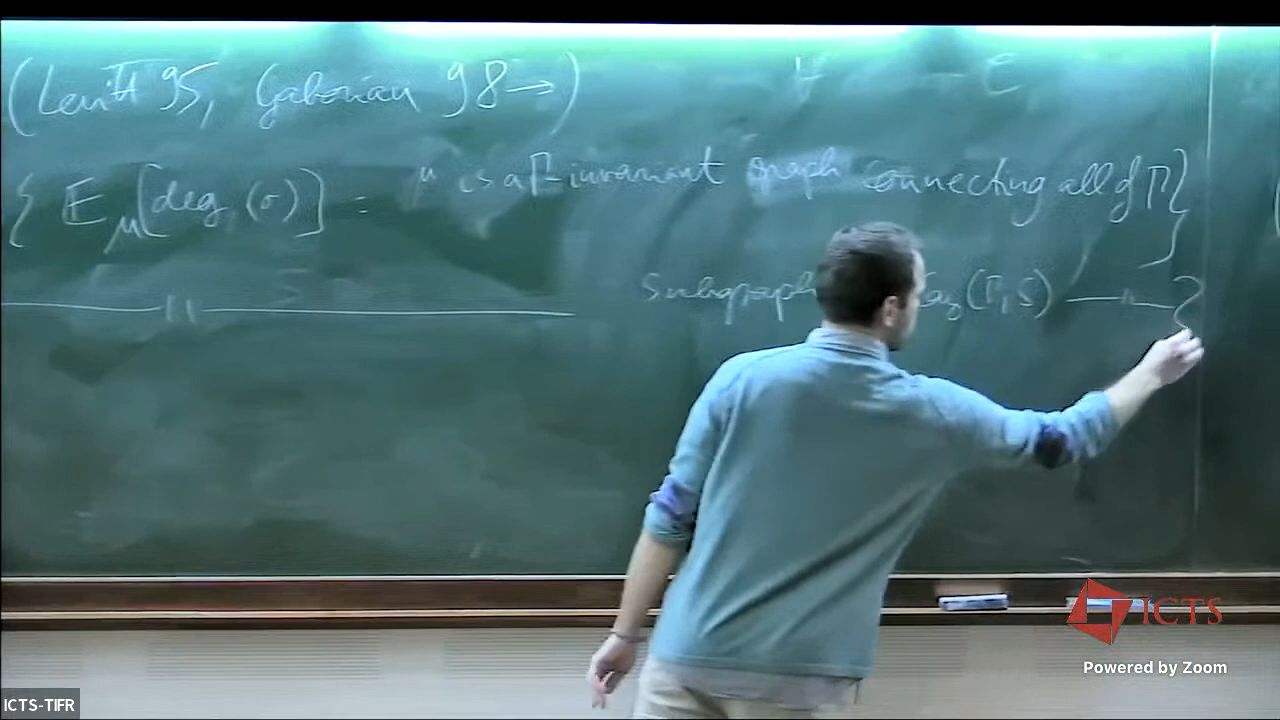 (Levitt 95, Gaboriau 98→) ∀ E
{ E_μ[deg (σ)] = μ is a Γ-invariant graph connecting all of Γ}
Subgraph Cay(Γ,S) —"—}
ICTS
Powered by Zoom
ICTS-TIFR